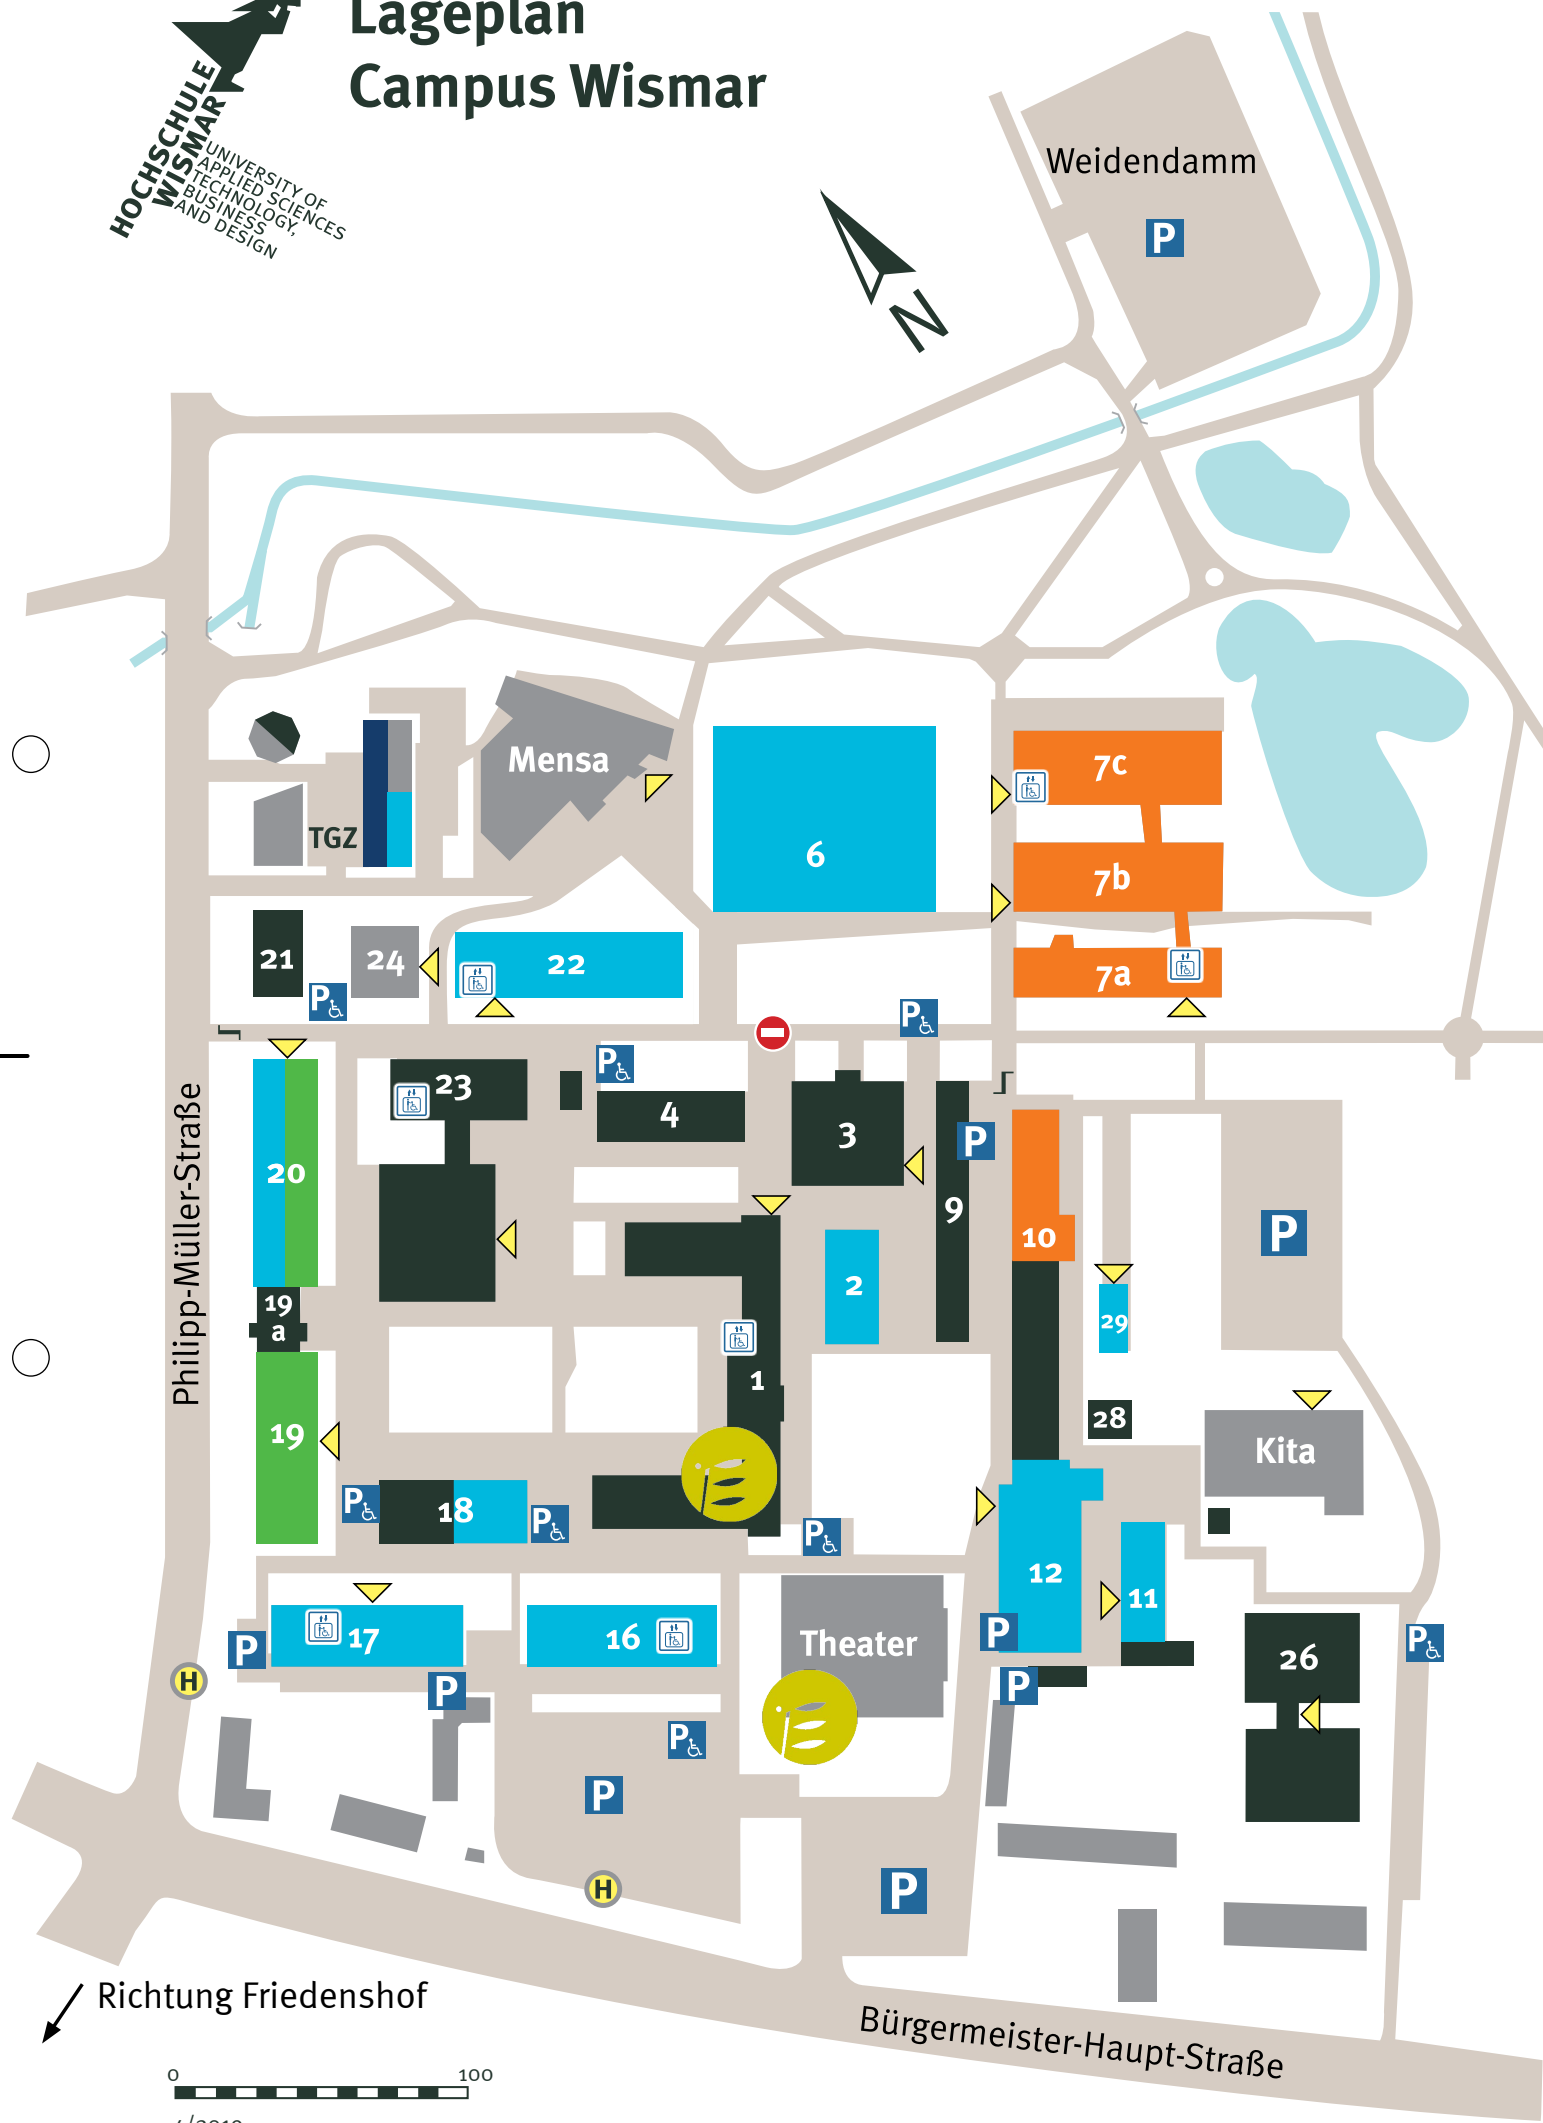 Lageplan
Campus Wismar
HOCHSCHULE
WISMAR
UNIVERSITY OF
APPLIED SCIENCES
TECHNOLOGY,
BUSINESS
AND DESIGN
N
Weidendamm
P
Mensa
TGZ
6
7c
7b
7a
21
24
22
P
P
P
23
4
3
P
9
10
P
20
19
a
2
29
1
28
Kita
19
P
18
P
P
12
11
17
16
Theater
P
P
26
P
H
P
P
P
P
H
P
Philipp-Müller-Straße
Richtung Friedenshof
Bürgermeister-Haupt-Straße
0 100